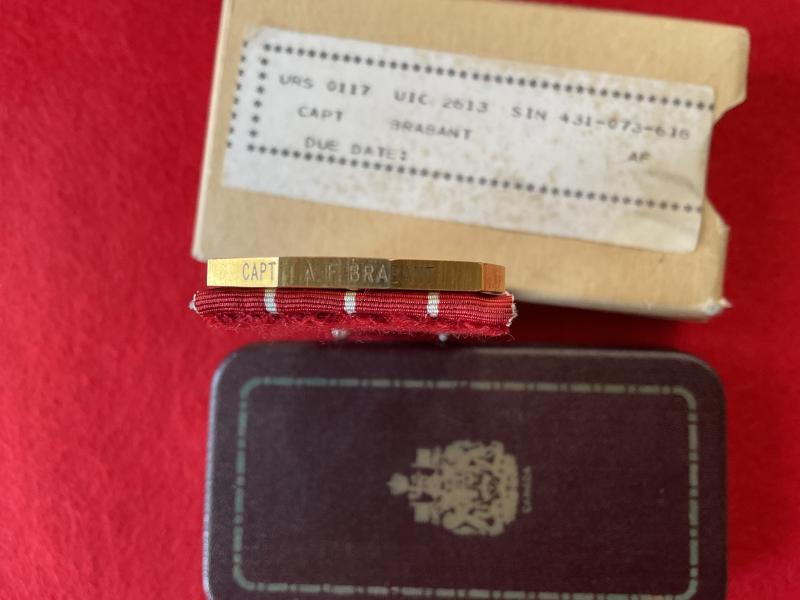 URS 0117 UIC 2613 SIN 431-073-616
CAPT BRABANT AF
DUE DATE:
CAPT A.F. BRABANT
CANADA